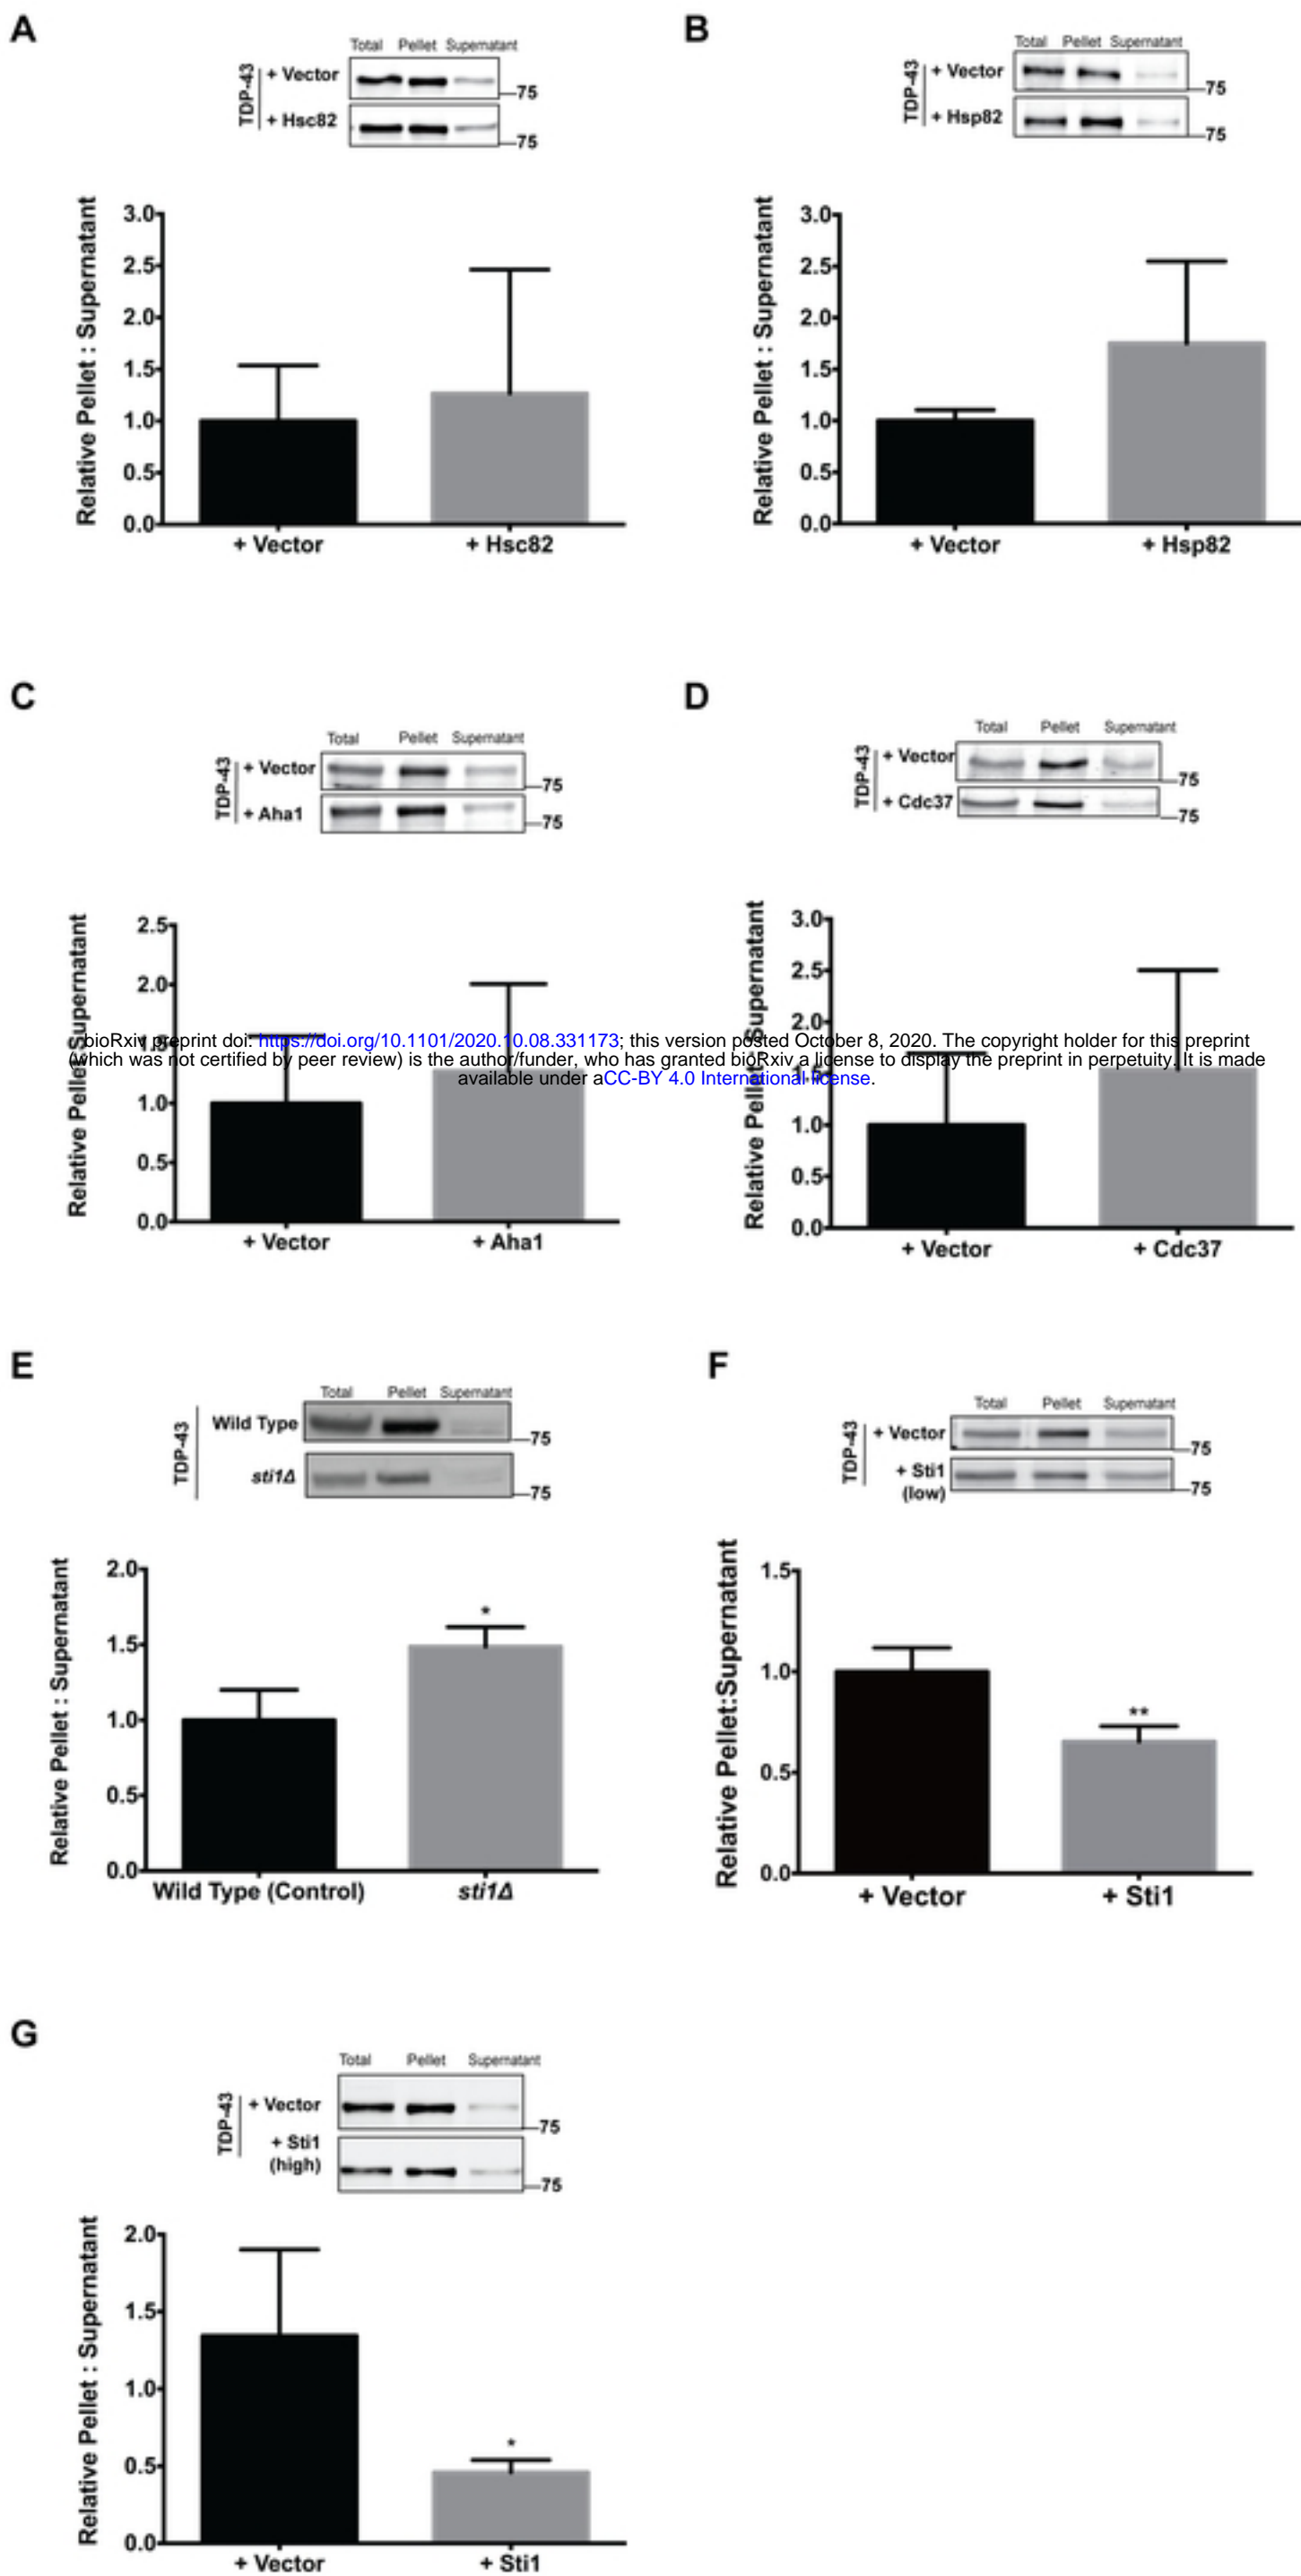 A
Total Pellet Supernatant
TDP-43
+ Vector
75
+ Hsc82
75
Relative Pellet : Supernatant
3.0
2.5
2.0
1.5
1.0
0.5
0.0
+ Vector + Hsc82
B
Total Pellet Supernatant
TDP-43
+ Vector
75
+ Hsp82
75
Relative Pellet : Supernatant
3.0
2.5
2.0
1.5
1.0
0.5
0.0
+ Vector + Hsp82
C
Total Pellet Supernatant
TDP-43
+ Vector
75
+ Aha1
75
Relative Pellet:Supernatant
2.5
2.0
1.5
1.0
0.5
0.0
+ Vector + Aha1
D
Total Pellet Supernatant
TDP-43
+ Vector
75
+ Cdc37
75
Relative Pellet:Supernatant
3.0
2.5
2.0
1.5
1.0
0.5
0.0
+ Vector + Cdc37
bioRxiv preprint doi: https://doi.org/10.1101/2020.10.08.331173; this version posted October 8, 2020. The copyright holder for this preprint
(which was not certified by peer review) is the author/funder, who has granted bioRxiv a license to display the preprint in perpetuity. It is made
available under aCC-BY 4.0 International license.
E
Total Pellet Supernatant
TDP-43
Wild Type
75
sti1Δ
75
Relative Pellet : Supernatant
2.0
1.5
1.0
0.5
0.0
*
Wild Type (Control) sti1Δ
F
Total Pellet Supernatant
TDP-43
+ Vector
75
+ Sti1
(low)
75
Relative Pellet:Supernatant
1.5
1.0
0.5
0.0
**
+ Vector + Sti1
G
Total Pellet Supernatant
TDP-43
+ Vector
75
+ Sti1
(high)
75
Relative Pellet : Supernatant
2.0
1.5
1.0
0.5
0.0
*
+ Vector + Sti1